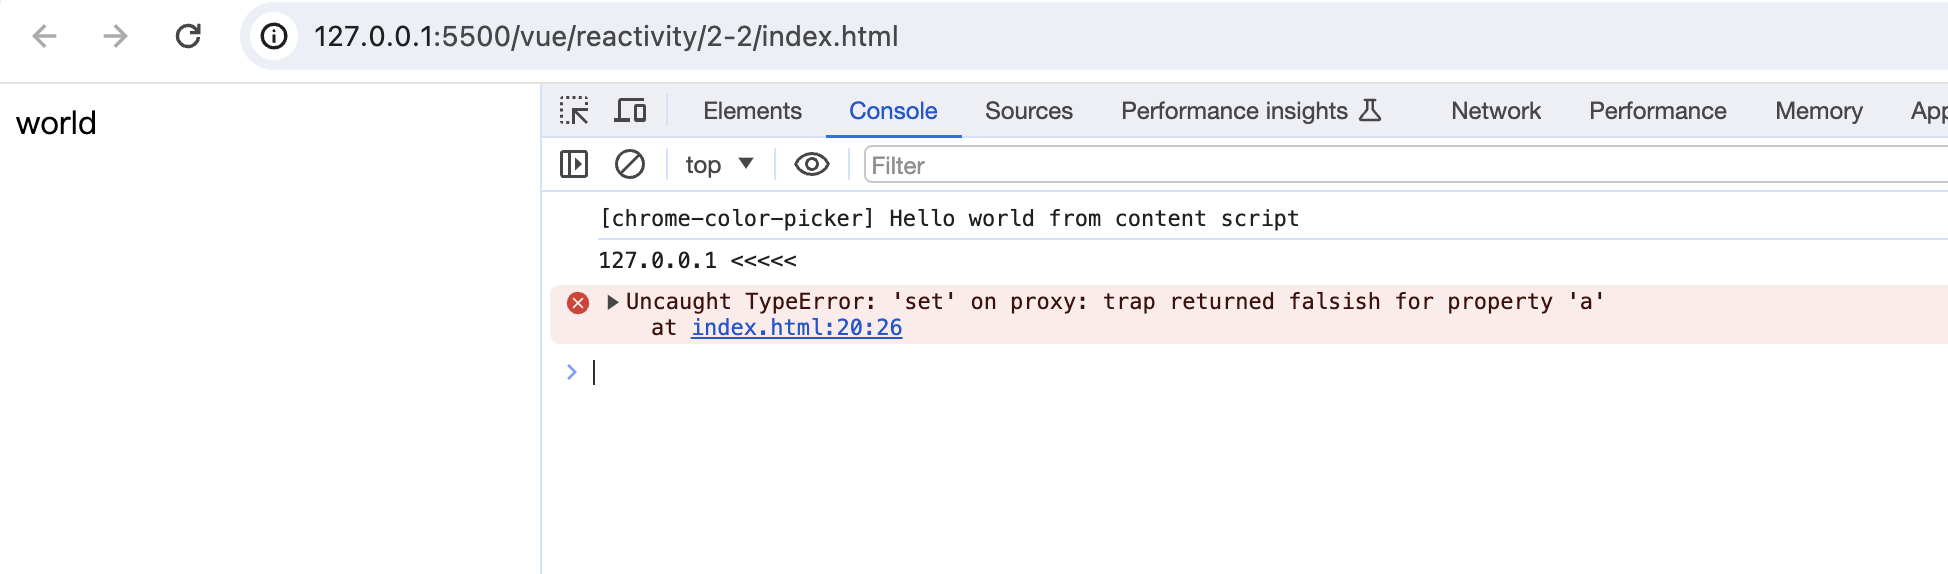 127.0.0.1:5500/vue/reactivity/2-2/index.html
world
Elements Console Sources Performance insights Network Performance Memory App
top Filter
[chrome-color-picker] Hello world from content script
127.0.0.1 <<<<<
Uncaught TypeError: 'set' on proxy: trap returned falsish for property 'a'
at index.html:20:26